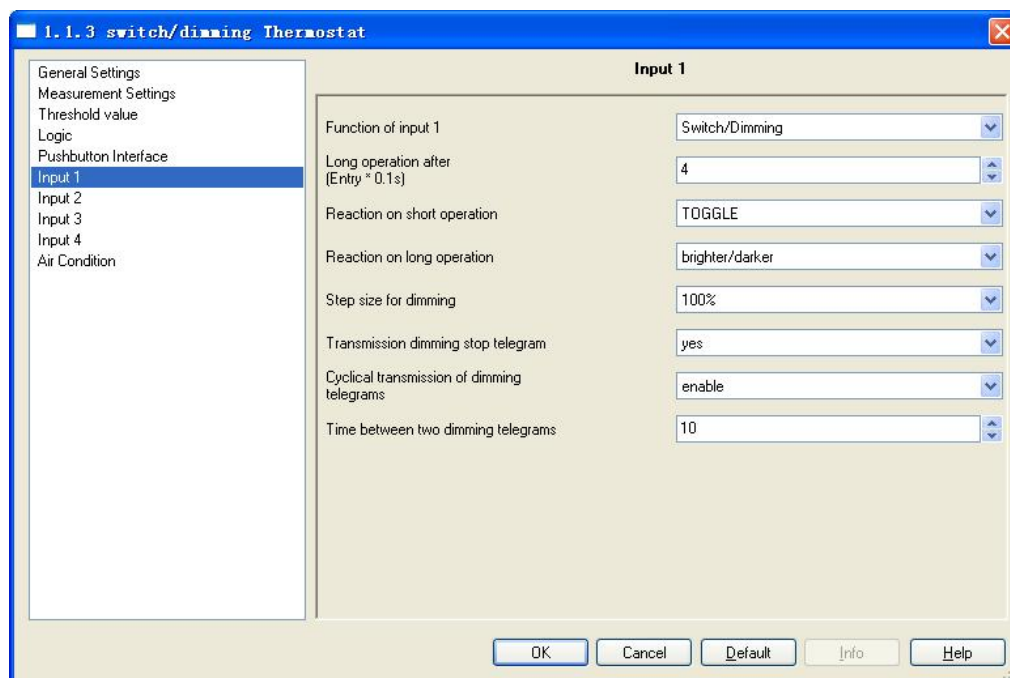 1.1.3 switch/dimming Thermostat
General Settings
Measurement Settings
Threshold value
Logic
Pushbutton Interface
Input 1
Input 2
Input 3
Input 4
Air Condition
Input 1
Function of input 1
Switch/Dimming
Long operation after
(Entry * 0.1s)
4
Reaction on short operation
TOGGLE
Reaction on long operation
brighter/darker
Step size for dimming
100%
Transmission dimming stop telegram
yes
Cyclical transmission of dimming
telegrams
enable
Time between two dimming telegrams
10
OK
Cancel
Default
Info
Help